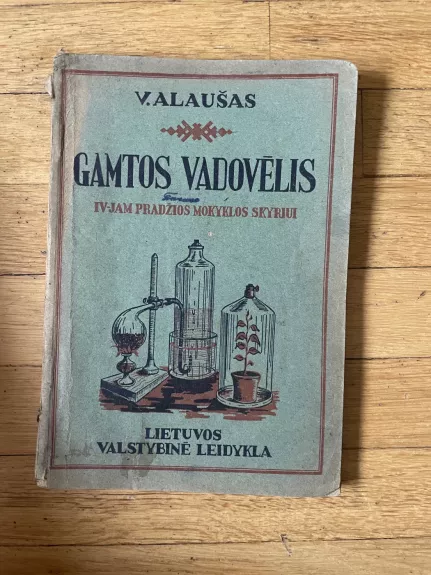 V. ALAUŠAS
GAMTOS VADOVĖLIS
IV-JAM PRADŽIOS MOKYKLOS SKYRIUI
LIETUVOS
VALSTYBINĖ LEIDYKLA